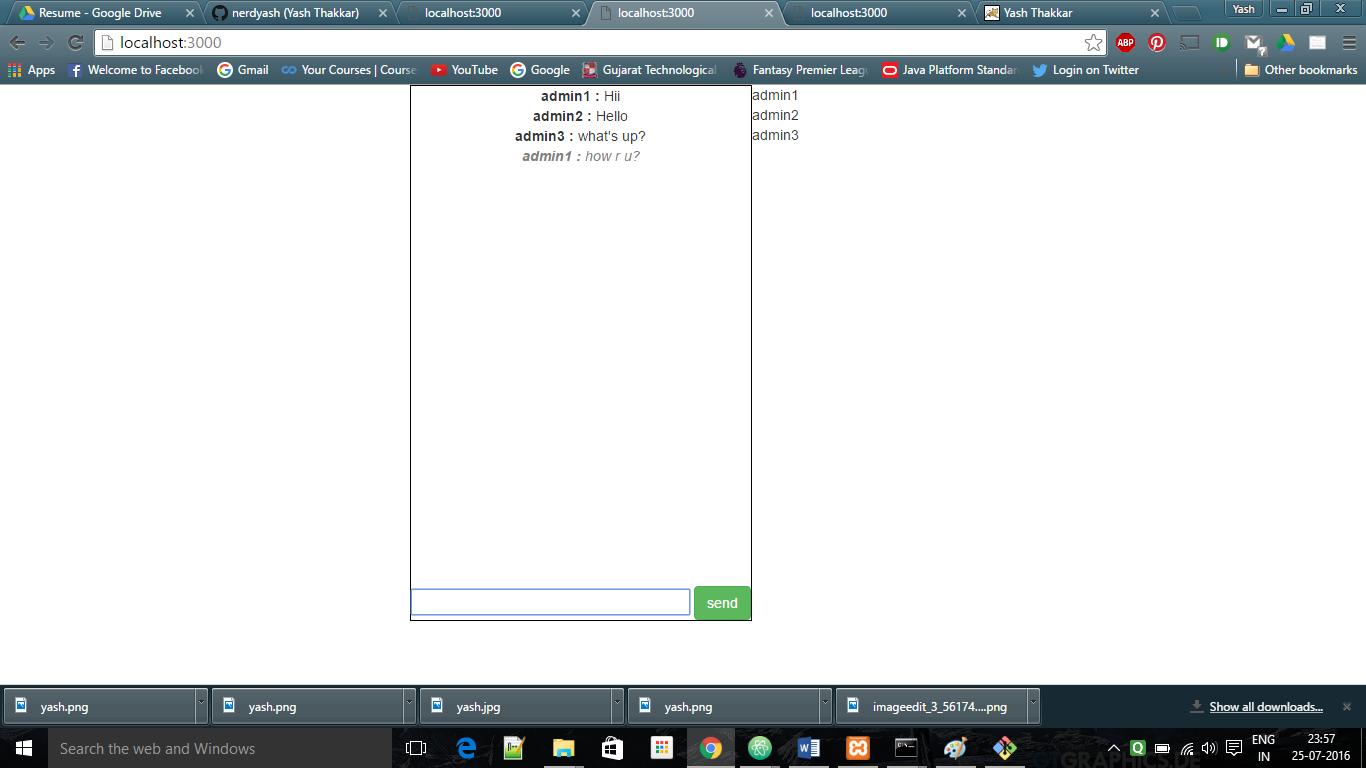 Resume - Google Drive
nerdyash (Yash Thakkar)
localhost:3000
localhost:3000
localhost:3000
Yash Thakkar
Yash
localhost:3000
ABP
Apps
Welcome to Facebook
Gmail
Your Courses | Course
YouTube
Google
Gujarat Technological
Fantasy Premier Leag
Java Platform Standar
Login on Twitter
Other bookmarks
admin1 : Hii
admin2 : Hello
admin3 : what's up?
admin1 : how r u?
admin1
admin2
admin3
send
yash.png
yash.png
yash.jpg
yash.png
imageedit_3_56174....png
Show all downloads...
Search the web and Windows
ENG
IN
23:57
25-07-2016
GRAPHICS.DE